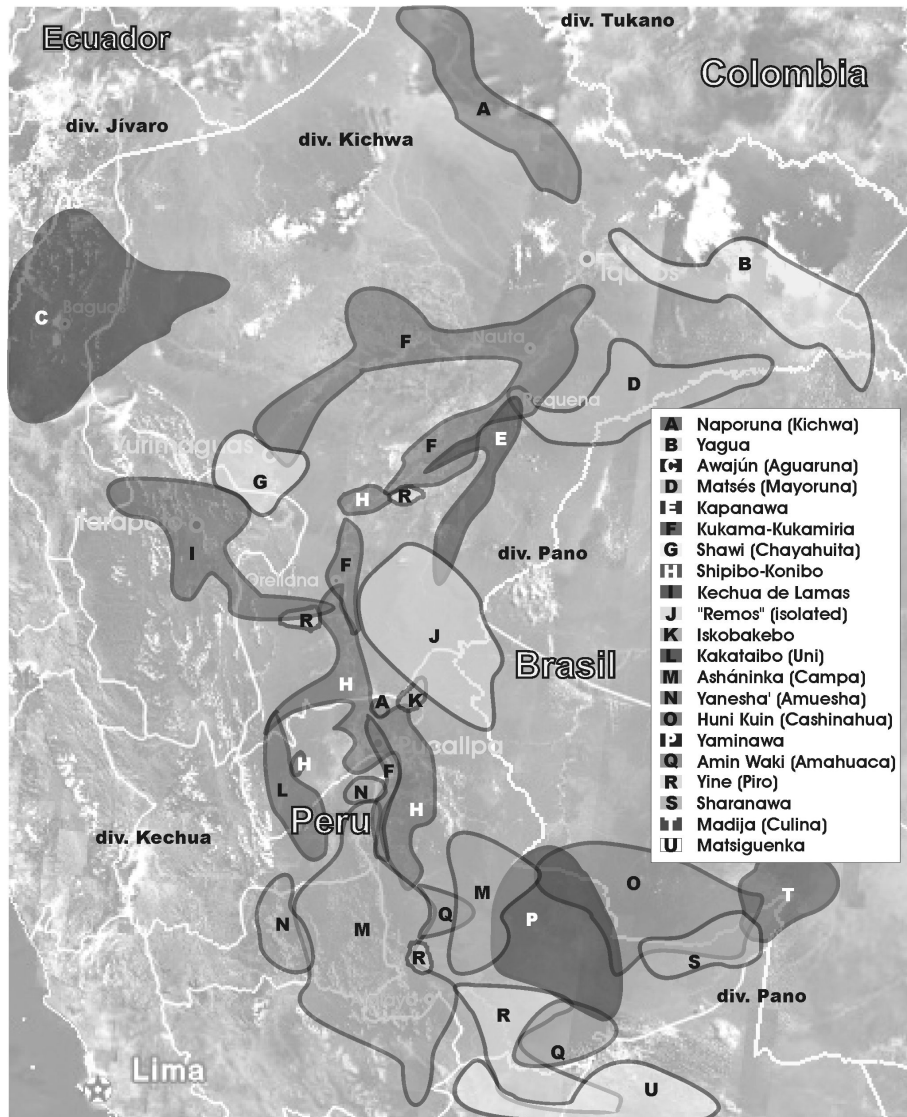 div. Tukano
Ecuador
Colombia
A
div. Jívaro
div. Kichwa
B
Iquitos
C
Baguas
F
Nauta
D
Requena
Yurimaguas
E
F
G
H
R
Tarapoto
I
div. Pano
Orellana
F
R
J
Brasil
H
A
K
Pucallpa
H
F
L
N
H
Peru
div. Kechua
M
O
T
P
N
Q
M
S
R
div. Pano
R
Q
Lima
U
A Naporuna (Kichwa)
B Yagua
C Awajún (Aguaruna)
D Matsés (Mayoruna)
E Kapanawa
F Kukama-Kukamiria
G Shawi (Chayahuita)
H Shipibo-Konibo
I Kechua de Lamas
J "Remos" (isolated)
K Iskobakebo
L Kakataibo (Uni)
M Asháninka (Campa)
N Yanesha' (Amuesha)
O Huni Kuin (Cashinahua)
P Yaminawa
Q Amin Waki (Amahuaca)
R Yine (Piro)
S Sharanawa
T Madija (Culina)
U Matsiguenka